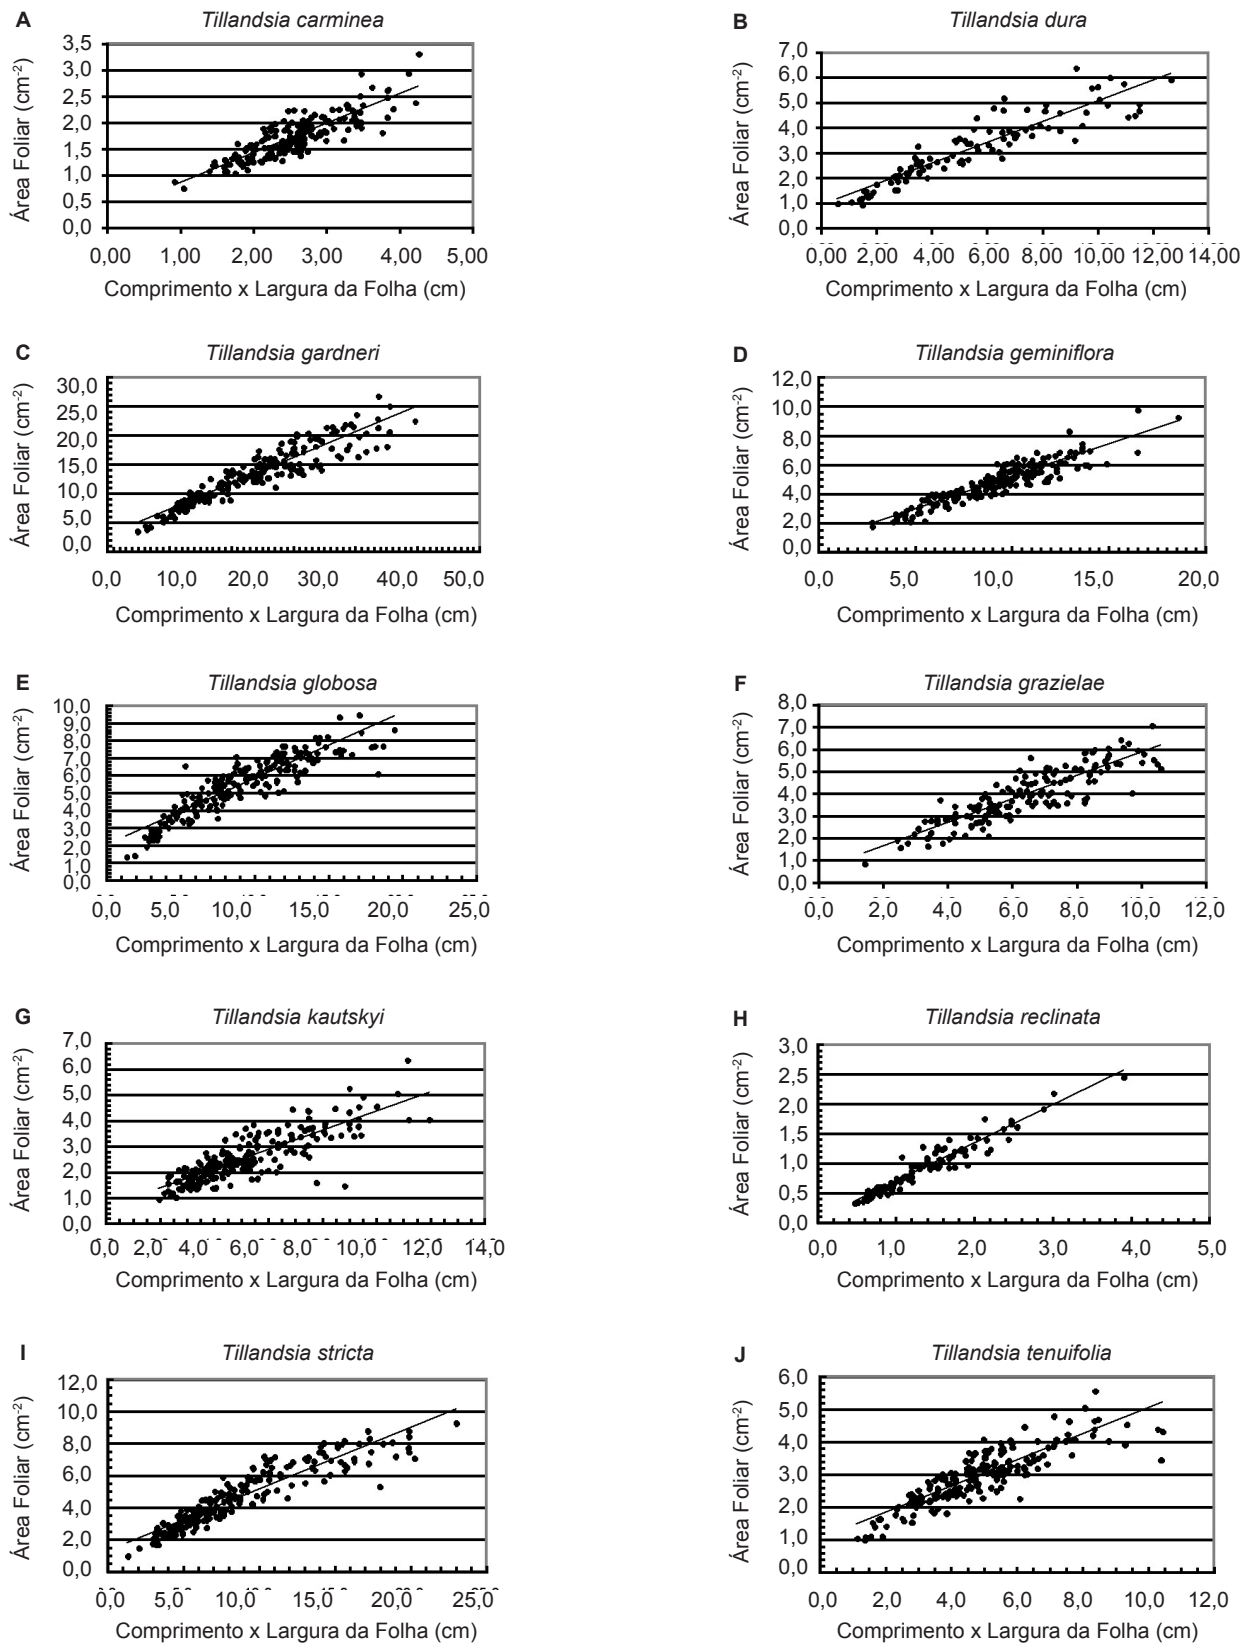 A
Tillandsia carminea
Área Foliar (cm-2)
3,5
3,0
2,5
2,0
1,5
1,0
0,5
0,0
0,00 1,00 2,00 3,00 4,00 5,00
Comprimento x Largura da Folha (cm)
B
Tillandsia dura
Área Foliar (cm-2)
7,0
6,0
5,0
4,0
3,0
2,0
1,0
0,0
0,00 2,00 4,00 6,00 8,00 10,00 12,00 14,00
Comprimento x Largura da Folha (cm)
C
Tillandsia gardneri
Área Foliar (cm-2)
30,0
25,0
20,0
15,0
10,0
5,0
0,0
0,0 10,0 20,0 30,0 40,0 50,0
Comprimento x Largura da Folha (cm)
D
Tillandsia geminiflora
Área Foliar (cm-2)
12,0
10,0
8,0
6,0
4,0
2,0
0,0
0,0 5,0 10,0 15,0 20,0
Comprimento x Largura da Folha (cm)
E
Tillandsia globosa
Área Foliar (cm-2)
10,0
9,0
8,0
7,0
6,0
5,0
4,0
3,0
2,0
1,0
0,0
0,0 5,0 10,0 15,0 20,0 25,0
Comprimento x Largura da Folha (cm)
F
Tillandsia grazielae
Área Foliar (cm-2)
8,0
7,0
6,0
5,0
4,0
3,0
2,0
1,0
0,0
0,0 2,0 4,0 6,0 8,0 10,0 12,0
Comprimento x Largura da Folha (cm)
G
Tillandsia kautskyi
Área Foliar (cm-2)
7,0
6,0
5,0
4,0
3,0
2,0
1,0
0,0
0,0 2,0 4,0 6,0 8,0 10,0 12,0 14,0
Comprimento x Largura da Folha (cm)
H
Tillandsia reclinata
Área Foliar (cm-2)
3,0
2,5
2,0
1,5
1,0
0,5
0,0
0,0 1,0 2,0 3,0 4,0 5,0
Comprimento x Largura da Folha (cm)
I
Tillandsia stricta
Área Foliar (cm-2)
12,0
10,0
8,0
6,0
4,0
2,0
0,0
0,0 5,0 10,0 15,0 20,0 25,0
Comprimento x Largura da Folha (cm)
J
Tillandsia tenuifolia
Área Foliar (cm-2)
6,0
5,0
4,0
3,0
2,0
1,0
0,0
0,0 2,0 4,0 6,0 8,0 10,0 12,0
Comprimento x Largura da Folha (cm)